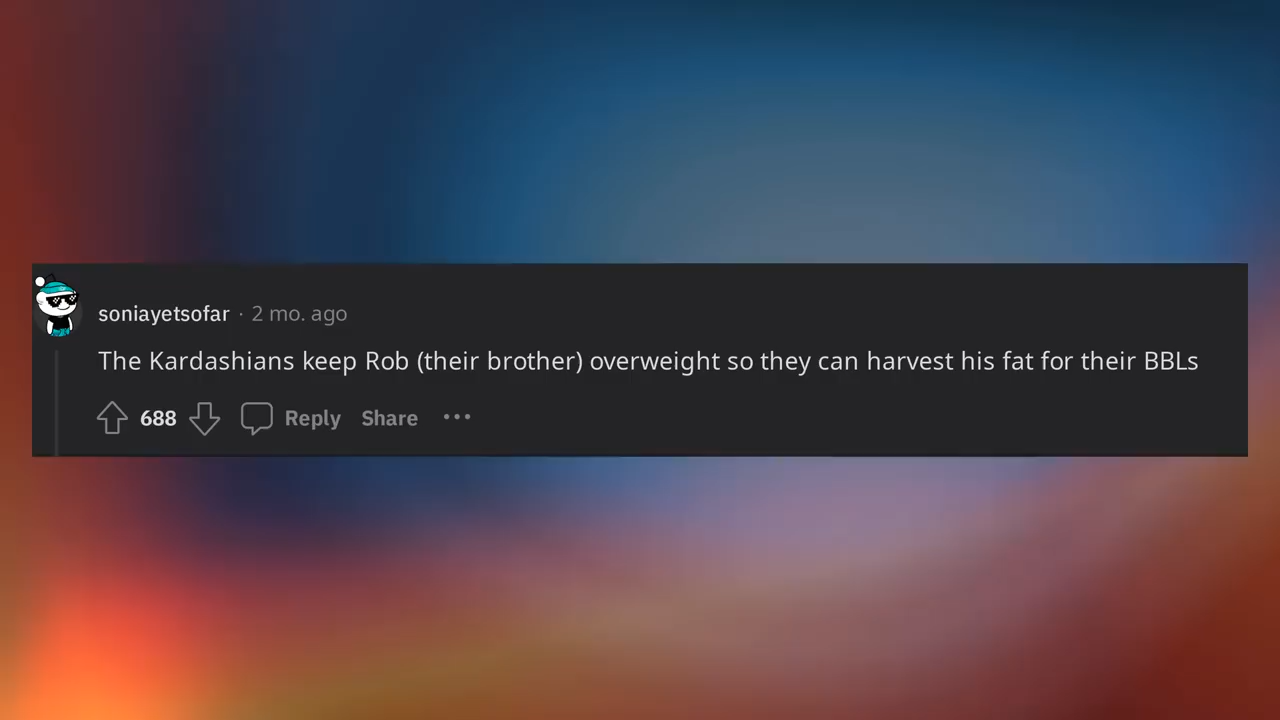 soniayetsofar · 2 mo. ago
The Kardashians keep Rob (their brother) overweight so they can harvest his fat for their BBLs
688 Reply Share ···